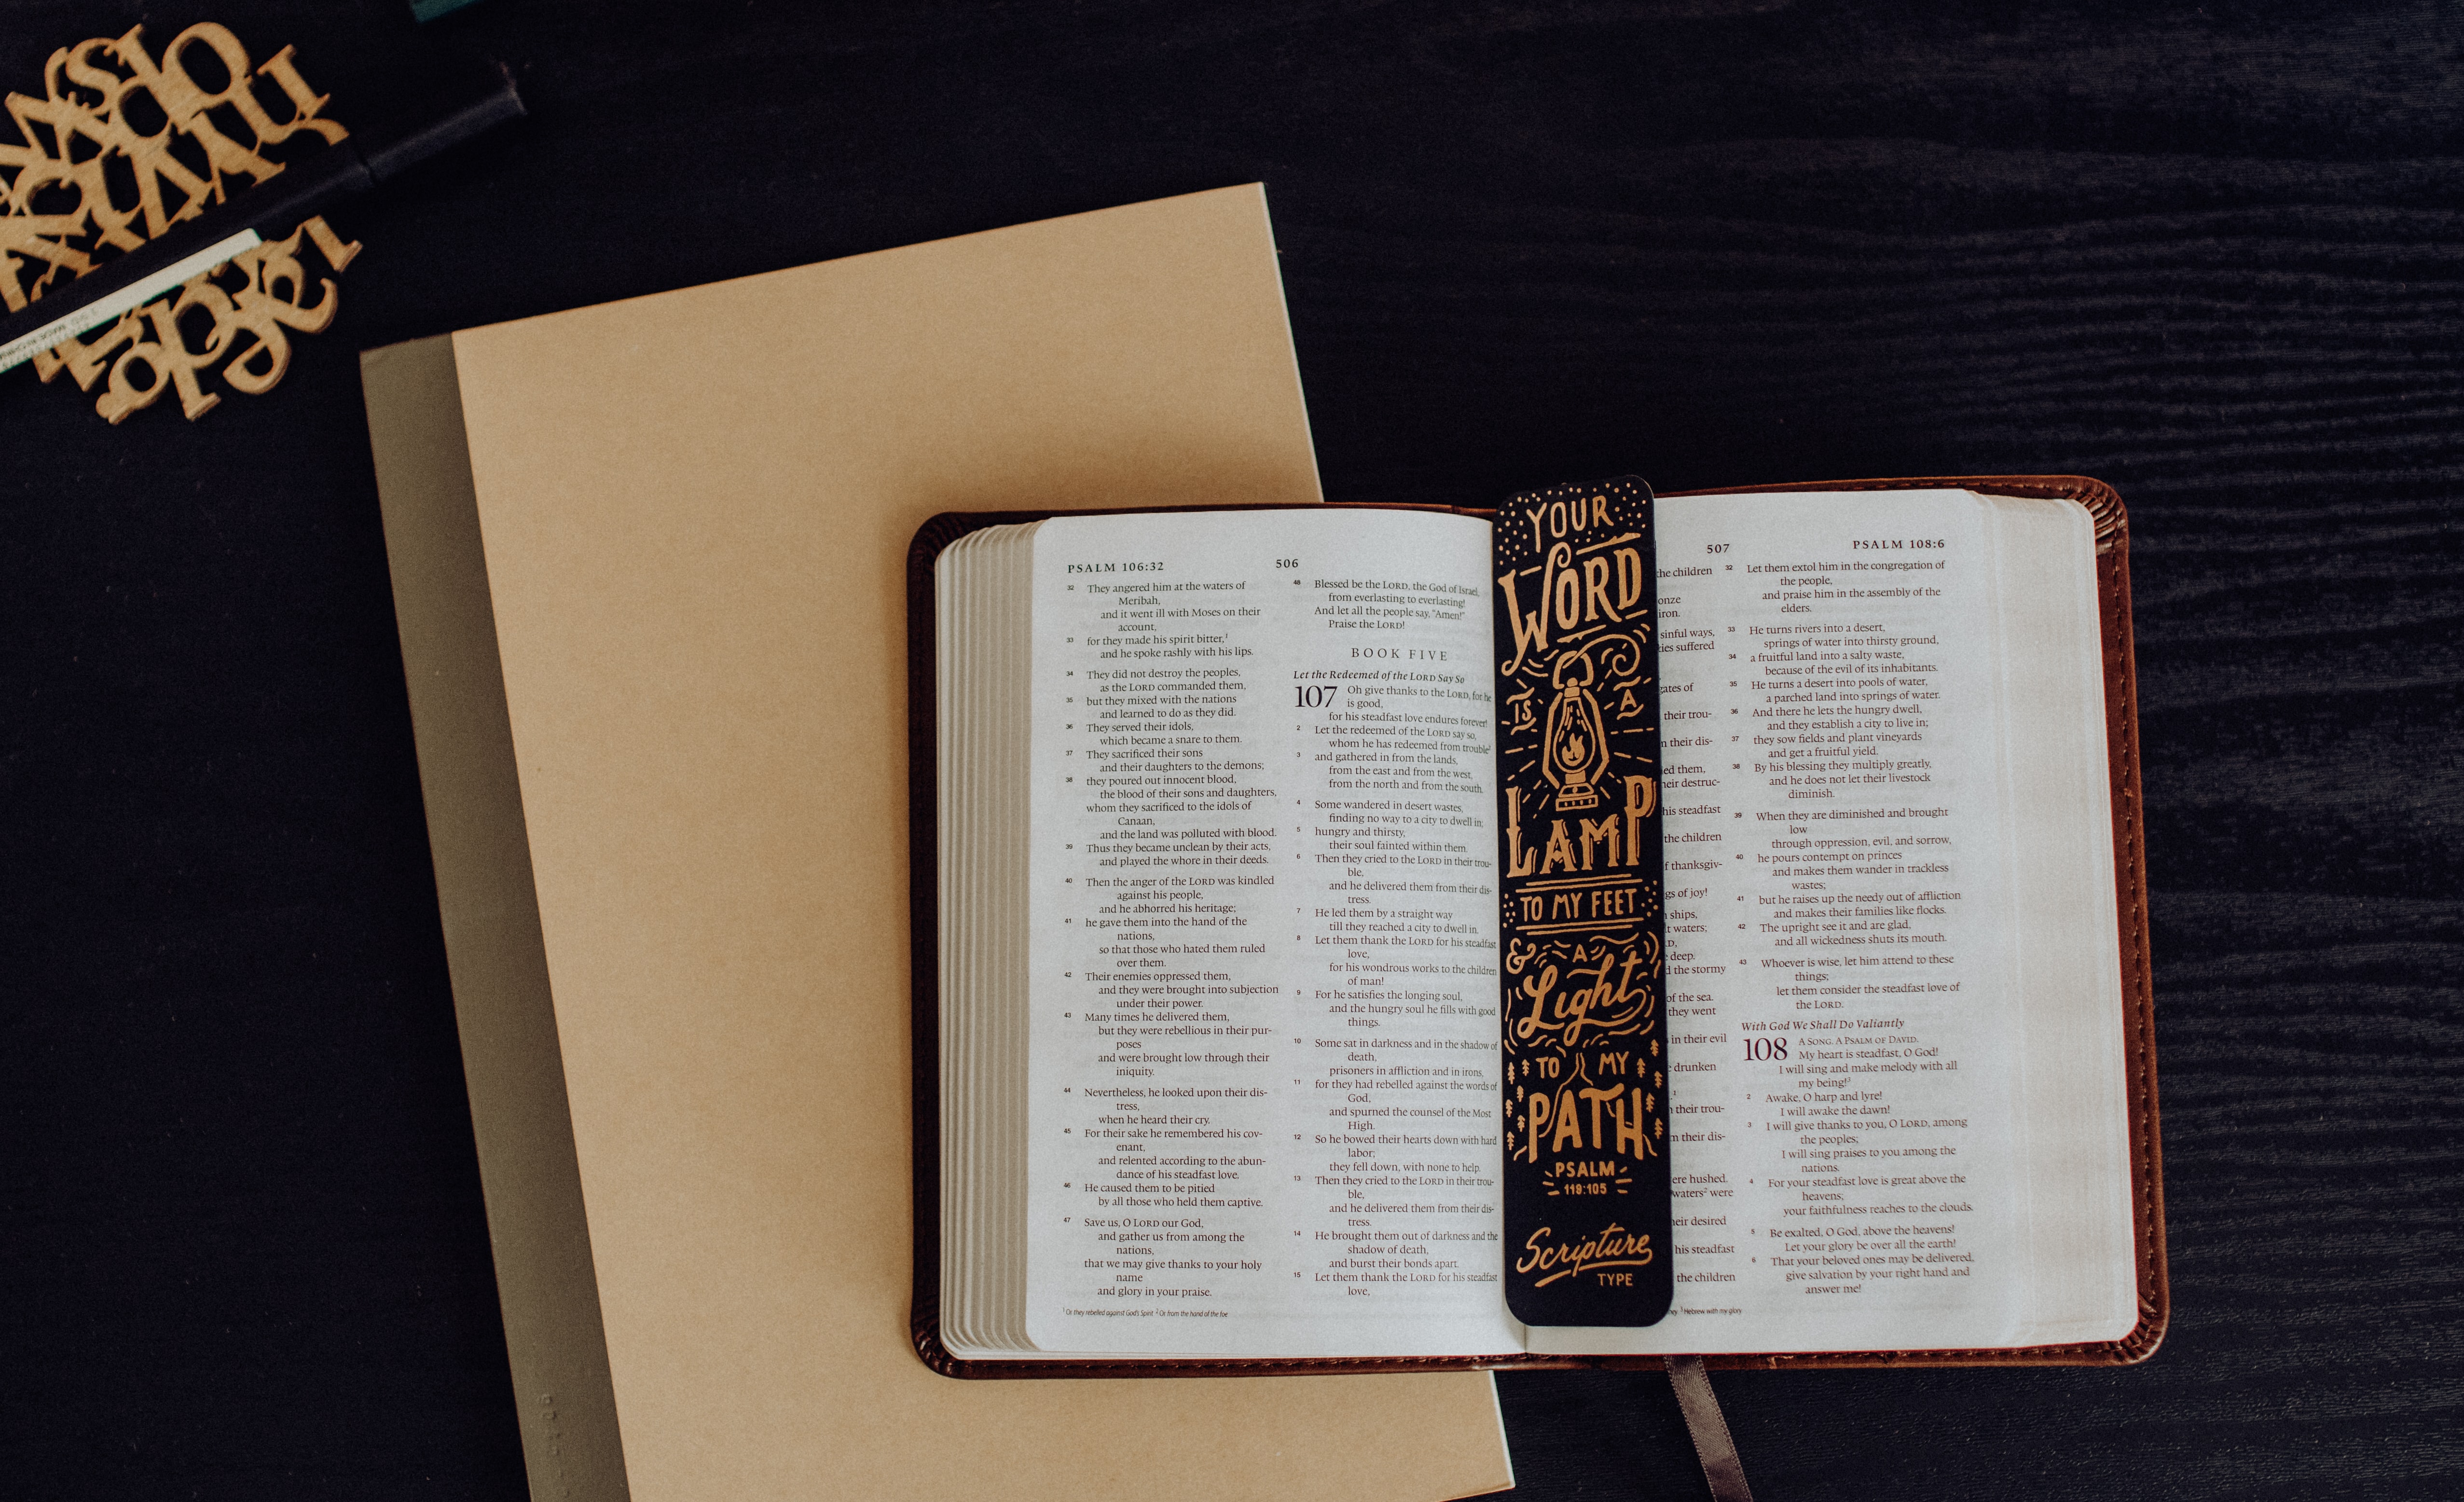 PSALM 106:32
506
32 They angered him at the waters of
Meribah,
and it went ill with Moses on their
account,
33 for they made his spirit bitter,1
and he spoke rashly with his lips.
34 They did not destroy the peoples,
as the LORD commanded them,
35 but they mixed with the nations
and learned to do as they did.
36 They served their idols,
which became a snare to them.
37 They sacrificed their sons
and their daughters to the demons;
38 they poured out innocent blood,
the blood of their sons and daughters,
whom they sacrificed to the idols of
Canaan,
and the land was polluted with blood.
39 Thus they became unclean by their acts,
and played the whore in their deeds.
40 Then the anger of the LORD was kindled
against his people,
and he abhorred his heritage;
41 he gave them into the hand of the
nations,
so that those who hated them ruled
over them.
42 Their enemies oppressed them,
and they were brought into subjection
under their power.
43 Many times he delivered them,
but they were rebellious in their pur-
poses
and were brought low through their
iniquity.
44 Nevertheless, he looked upon their dis-
tress,
when he heard their cry.
45 For their sake he remembered his cov-
enant,
and relented according to the abun-
dance of his steadfast love.
46 He caused them to be pitied
by all those who held them captive.
47 Save us, O LORD our God,
and gather us from among the
nations,
that we may give thanks to your holy
name
and glory in your praise.
1 Or they rebelled against God's Spirit 2 Or from the hand of the foe
48 Blessed be the LORD, the God of Israel,
from everlasting to everlasting!
And let all the people say, "Amen!"
Praise the LORD!
BOOK FIVE
Let the Redeemed of the LORD Say So
107 Oh give thanks to the LORD, for he
is good,
for his steadfast love endures forever!
2 Let the redeemed of the LORD say so,
whom he has redeemed from trouble2
3 and gathered in from the lands,
from the east and from the west,
from the north and from the south.
4 Some wandered in desert wastes,
finding no way to a city to dwell in;
5 hungry and thirsty,
their soul fainted within them.
6 Then they cried to the LORD in their trou-
ble,
and he delivered them from their dis-
tress.
7 He led them by a straight way
till they reached a city to dwell in.
8 Let them thank the LORD for his steadfast
love,
for his wondrous works to the children
of man!
9 For he satisfies the longing soul,
and the hungry soul he fills with good
things.
10 Some sat in darkness and in the shadow of
death,
prisoners in affliction and in irons,
11 for they had rebelled against the words of
God,
and spurned the counsel of the Most
High.
12 So he bowed their hearts down with hard
labor;
they fell down, with none to help.
13 Then they cried to the LORD in their trou-
ble,
and he delivered them from their dis-
tress.
14 He brought them out of darkness and the
shadow of death,
and burst their bonds apart.
15 Let them thank the LORD for his steadfast
love,
YOUR
WORD
IS A
LAMP
TO MY FEET
& A
Light
TO MY
PATH
PSALM
119:105
Scripture
TYPE
507
PSALM 108:6
the children
onze
iron.
sinful ways,
ies suffered
gates of
their trou-
their dis-
ed them,
eir destruc-
his steadfast
the children
f thanksgiv-
gs of joy!
ships,
t waters;
deep.
d the stormy
of the sea.
they went
in their evil
drunken
their trou-
m their dis-
ere hushed.
waters2 were
eir desired
his steadfast
the children
32 Let them extol him in the congregation of
the people,
and praise him in the assembly of the
elders.
33 He turns rivers into a desert,
springs of water into thirsty ground,
34 a fruitful land into a salty waste,
because of the evil of its inhabitants.
35 He turns a desert into pools of water,
a parched land into springs of water.
36 And there he lets the hungry dwell,
and they establish a city to live in;
37 they sow fields and plant vineyards
and get a fruitful yield.
38 By his blessing they multiply greatly,
and he does not let their livestock
diminish.
39 When they are diminished and brought
low
through oppression, evil, and sorrow,
40 he pours contempt on princes
and makes them wander in trackless
wastes;
41 but he raises up the needy out of affliction
and makes their families like flocks.
42 The upright see it and are glad,
and all wickedness shuts its mouth.
43 Whoever is wise, let him attend to these
things;
let them consider the steadfast love of
the LORD.
With God We Shall Do Valiantly
108 A SONG. A PSALM OF DAVID.
My heart is steadfast, O God!
I will sing and make melody with all
my being!3
2 Awake, O harp and lyre!
I will awake the dawn!
3 I will give thanks to you, O LORD, among
the peoples;
I will sing praises to you among the
nations.
4 For your steadfast love is great above the
heavens;
your faithfulness reaches to the clouds.
5 Be exalted, O God, above the heavens!
Let your glory be over all the earth!
6 That your beloved ones may be delivered,
give salvation by your right hand and
answer me!
3 Hebrew with my glory